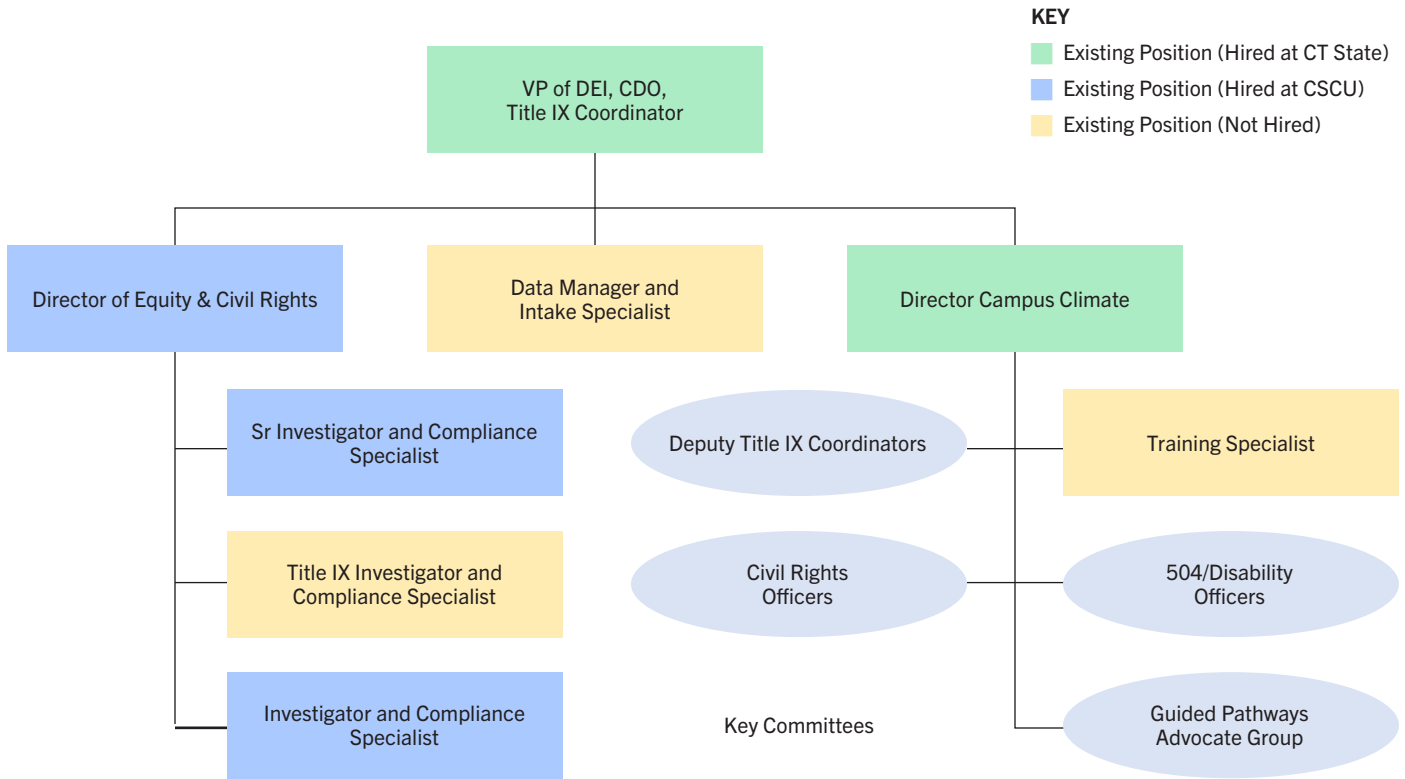 KEY
Existing Position (Hired at CT State)
Existing Position (Hired at CSCU)
Existing Position (Not Hired)
VP of DEI, CDO,
Title IX Coordinator
Director of Equity & Civil Rights
Data Manager and
Intake Specialist
Director Campus Climate
Sr Investigator and Compliance
Specialist
Deputy Title IX Coordinators
Training Specialist
Title IX Investigator and
Compliance Specialist
Civil Rights
Officers
504/Disability
Officers
Investigator and Compliance
Specialist
Key Committees
Guided Pathways
Advocate Group